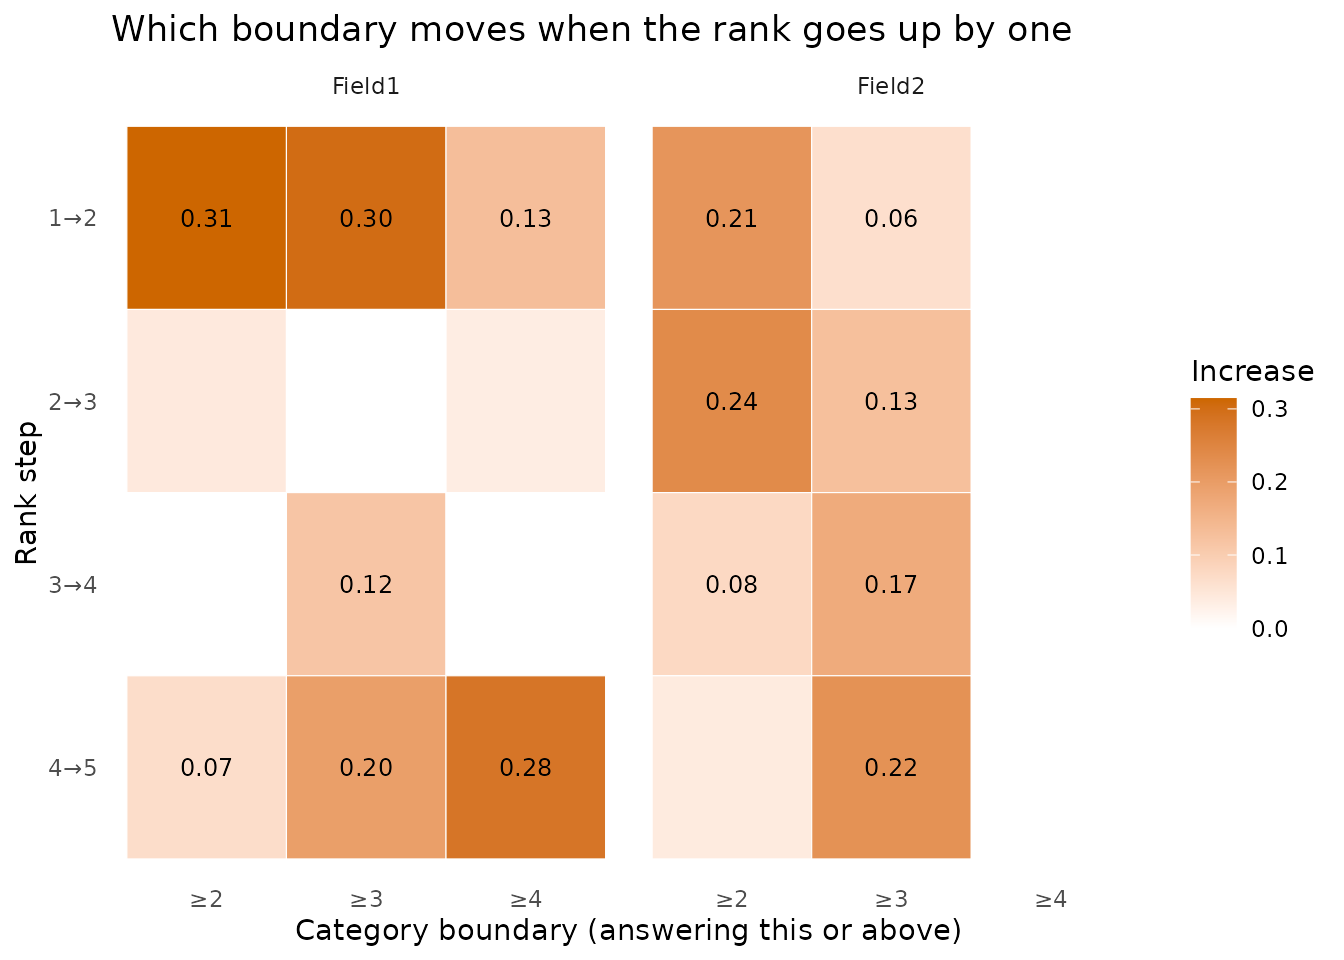 Which boundary moves when the rank goes up by one
Field1 Field2
1→2 0.31 0.30 0.13 0.21 0.06
2→3 0.24 0.13
3→4 0.12 0.08 0.17
4→5 0.07 0.20 0.28 0.22
≥2 ≥3 ≥4 ≥2 ≥3 ≥4
Category boundary (answering this or above)
Rank step
Increase
0.3
0.2
0.1
0.0